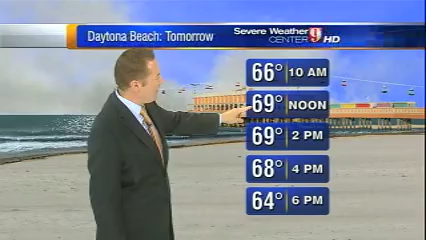 Daytona Beach: Tomorrow
Severe Weather
CENTER 9 HD
66° 10 AM
69° NOON
69° 2 PM
68° 4 PM
64° 6 PM